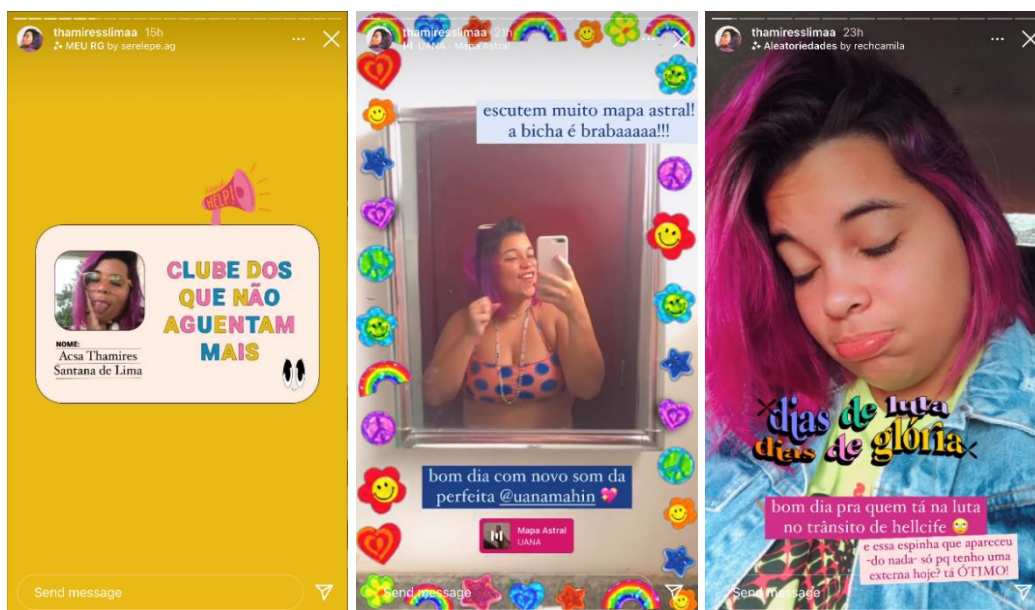 thamiresslimaa 15h
MEU RG by serelepe.ag
HELP!
CLUBE DOS
QUE NÃO
AGUENTAM
MAIS
NOME:
Acsa Thamires
Santana de Lima
Send message
thamiresslimaa 21h
UANA · Mapa Astral
escutem muito mapa astral!
a bicha é brabaaaaa!!!
bom dia com novo som da
perfeita @uanamahin
Mapa Astral
UANA
Send message
thamiresslimaa 23h
Aleatoriedades by rechcamila
dias de luta
dias de glória
bom dia pra quem tá na luta
no trânsito de hellcife
e essa espinha que apareceu
-do nada- só pq tenho uma
externa hoje? tá ÓTIMO!
Send message